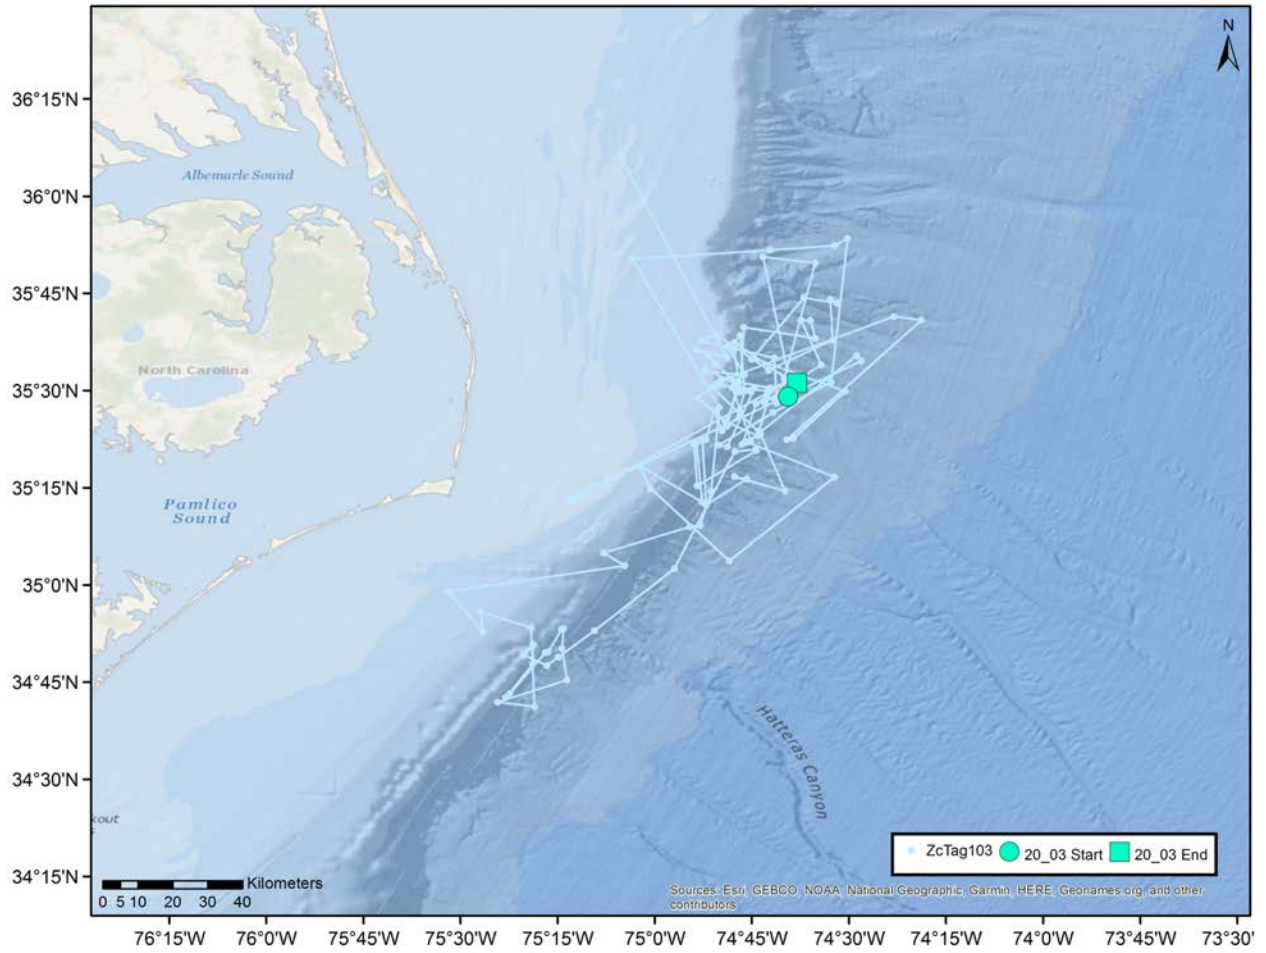 N
36°15'N
36°0'N
35°45'N
35°30'N
35°15'N
35°0'N
34°45'N
34°30'N
34°15'N
Albemarle Sound
North Carolina
Pamlico
Sound
Hatteras Canyon
kout
ZcTag103 20_03 Start 20_03 End
Kilometers
0 5 10 20 30 40
Sources: Esri, GEBCO, NOAA, National Geographic, Garmin, HERE, Geonames.org, and other
contributors
76°15'W 76°0'W 75°45'W 75°30'W 75°15'W 75°0'W 74°45'W 74°30'W 74°15'W 74°0'W 73°45'W 73°30'